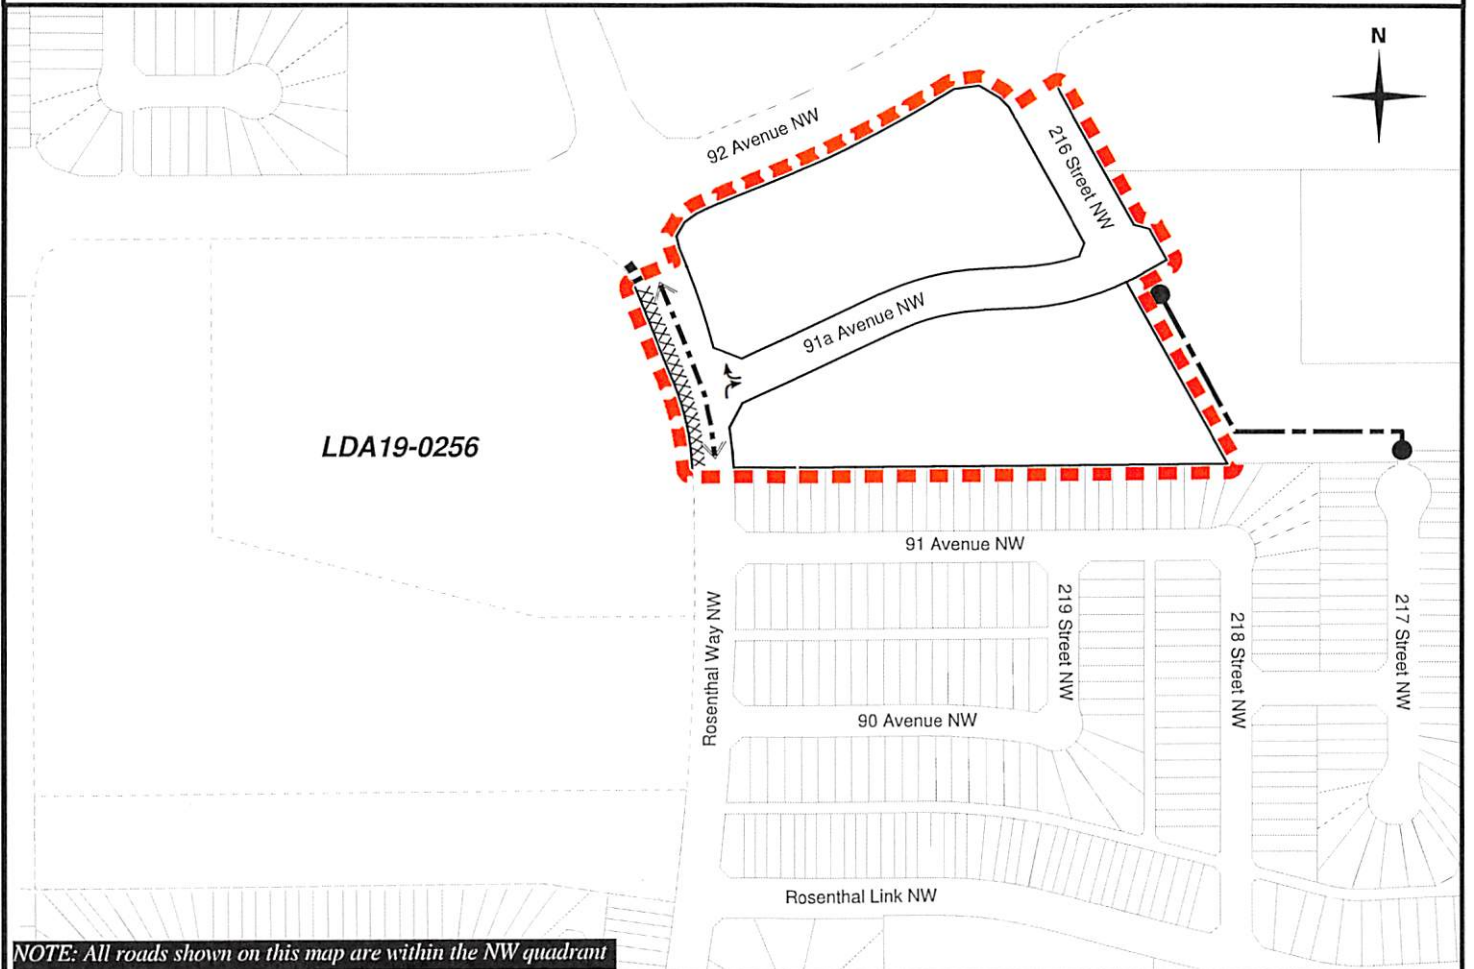 N
92 Avenue NW
216 Street NW
91a Avenue NW
LDA19-0256
91 Avenue NW
Rosenthal Way NW
219 Street NW
218 Street NW
217 Street NW
90 Avenue NW
Rosenthal Link NW
NOTE: All roads shown on this map are within the NW quadrant